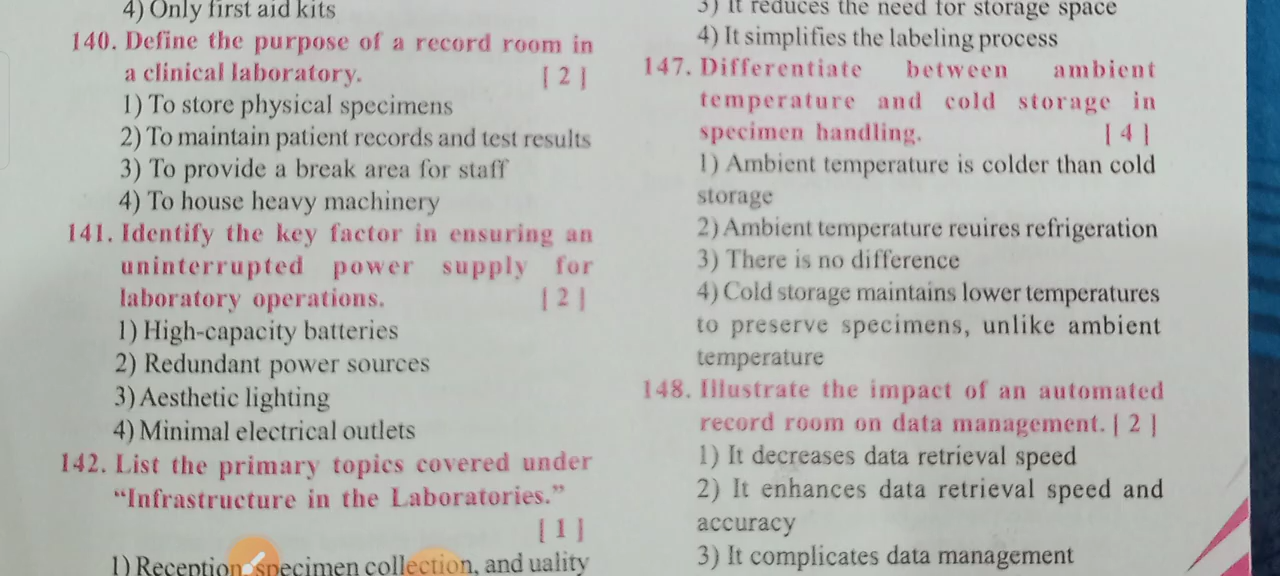 4) Only first aid kits
140. Define the purpose of a record room in
a clinical laboratory. [ 2 ]
1) To store physical specimens
2) To maintain patient records and test results
3) To provide a break area for staff
4) To house heavy machinery
141. Identify the key factor in ensuring an
uninterrupted power supply for
laboratory operations. [ 2 ]
1) High-capacity batteries
2) Redundant power sources
3) Aesthetic lighting
4) Minimal electrical outlets
142. List the primary topics covered under
“Infrastructure in the Laboratories.”
[ 1 ]
1) Reception, specimen collection, and uality
3) It reduces the need for storage space
4) It simplifies the labeling process
147. Differentiate between ambient
temperature and cold storage in
specimen handling. [ 4 ]
1) Ambient temperature is colder than cold
storage
2) Ambient temperature reuires refrigeration
3) There is no difference
4) Cold storage maintains lower temperatures
to preserve specimens, unlike ambient
temperature
148. Illustrate the impact of an automated
record room on data management. [ 2 ]
1) It decreases data retrieval speed
2) It enhances data retrieval speed and
accuracy
3) It complicates data management